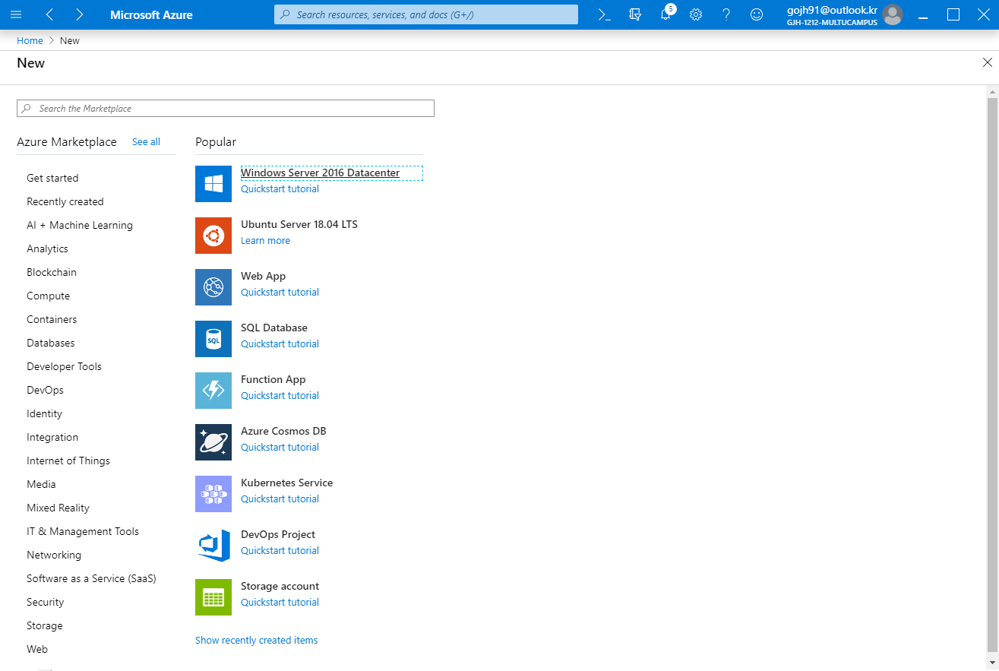 Microsoft Azure
Search resources, services, and docs (G+/)
5
gojh91@outlook.kr
GJH-1212-MULTUCAMPUS
Home > New
New
Search the Marketplace
Azure Marketplace See all
Get started
Recently created
AI + Machine Learning
Analytics
Blockchain
Compute
Containers
Databases
Developer Tools
DevOps
Identity
Integration
Internet of Things
Media
Mixed Reality
IT & Management Tools
Networking
Software as a Service (SaaS)
Security
Storage
Web
Popular
Windows Server 2016 Datacenter
Quickstart tutorial
Ubuntu Server 18.04 LTS
Learn more
Web App
Quickstart tutorial
SQL
SQL Database
Quickstart tutorial
Function App
Quickstart tutorial
Azure Cosmos DB
Quickstart tutorial
Kubernetes Service
Quickstart tutorial
DevOps Project
Quickstart tutorial
Storage account
Quickstart tutorial
Show recently created items